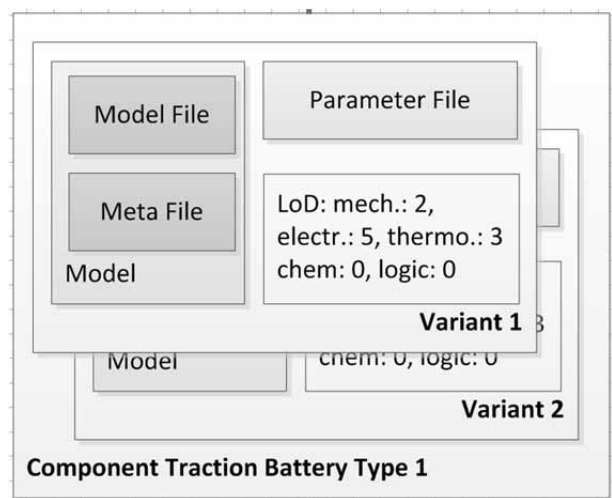 Model File
Parameter File
Meta File
LoD: mech.: 2,
electr.: 5, thermo.: 3
chem: 0, logic: 0
Model
Variant 1
3
Model
chem: 0, logic: 0
Variant 2
Component Traction Battery Type 1